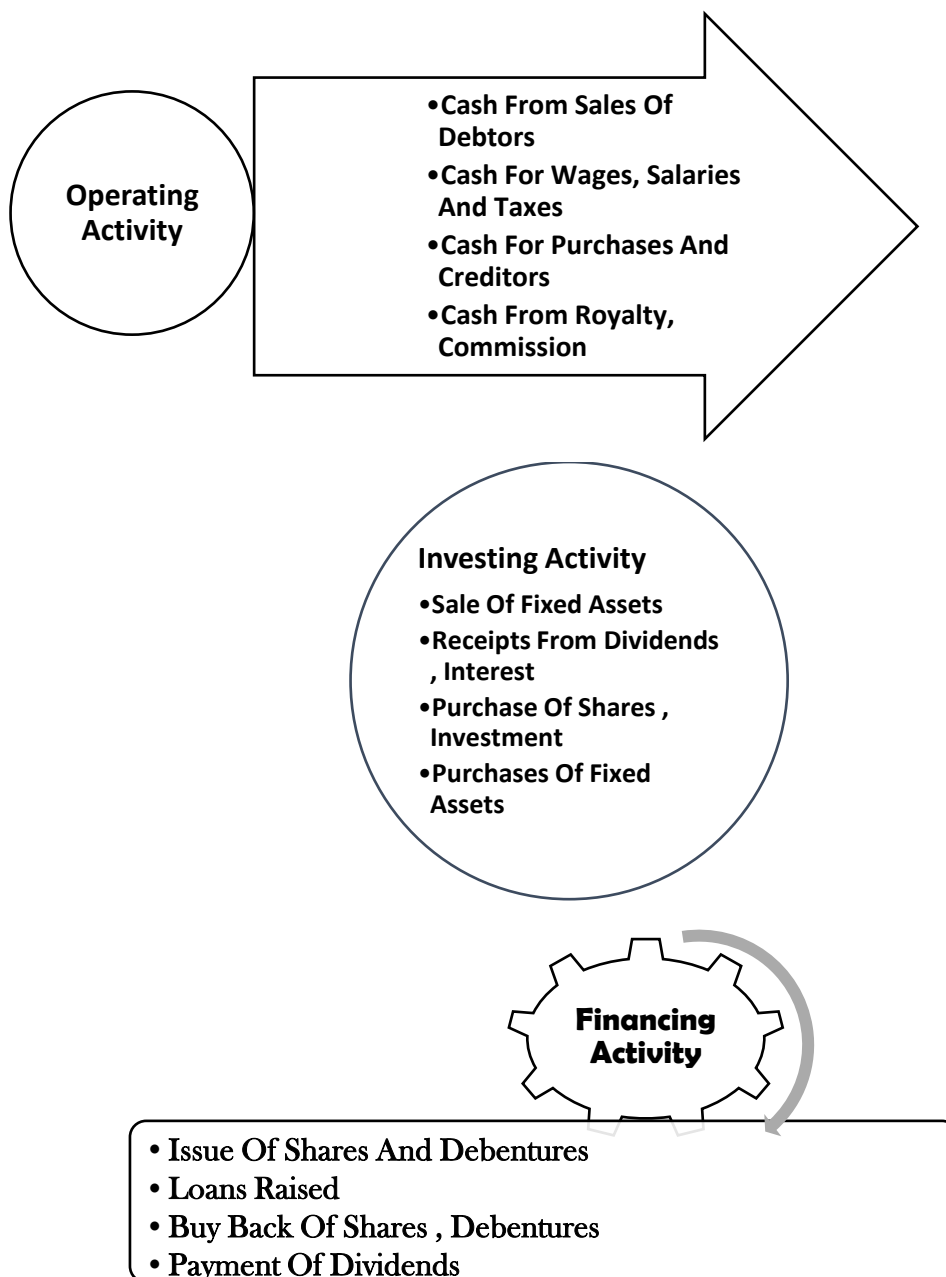 Operating
Activity
•Cash From Sales Of
Debtors
•Cash For Wages, Salaries
And Taxes
•Cash For Purchases And
Creditors
•Cash From Royalty,
Commission
Investing Activity
•Sale Of Fixed Assets
•Receipts From Dividends
, Interest
•Purchase Of Shares ,
Investment
•Purchases Of Fixed
Assets
Financing
Activity
• Issue Of Shares And Debentures
• Loans Raised
• Buy Back Of Shares , Debentures
• Payment Of Dividends